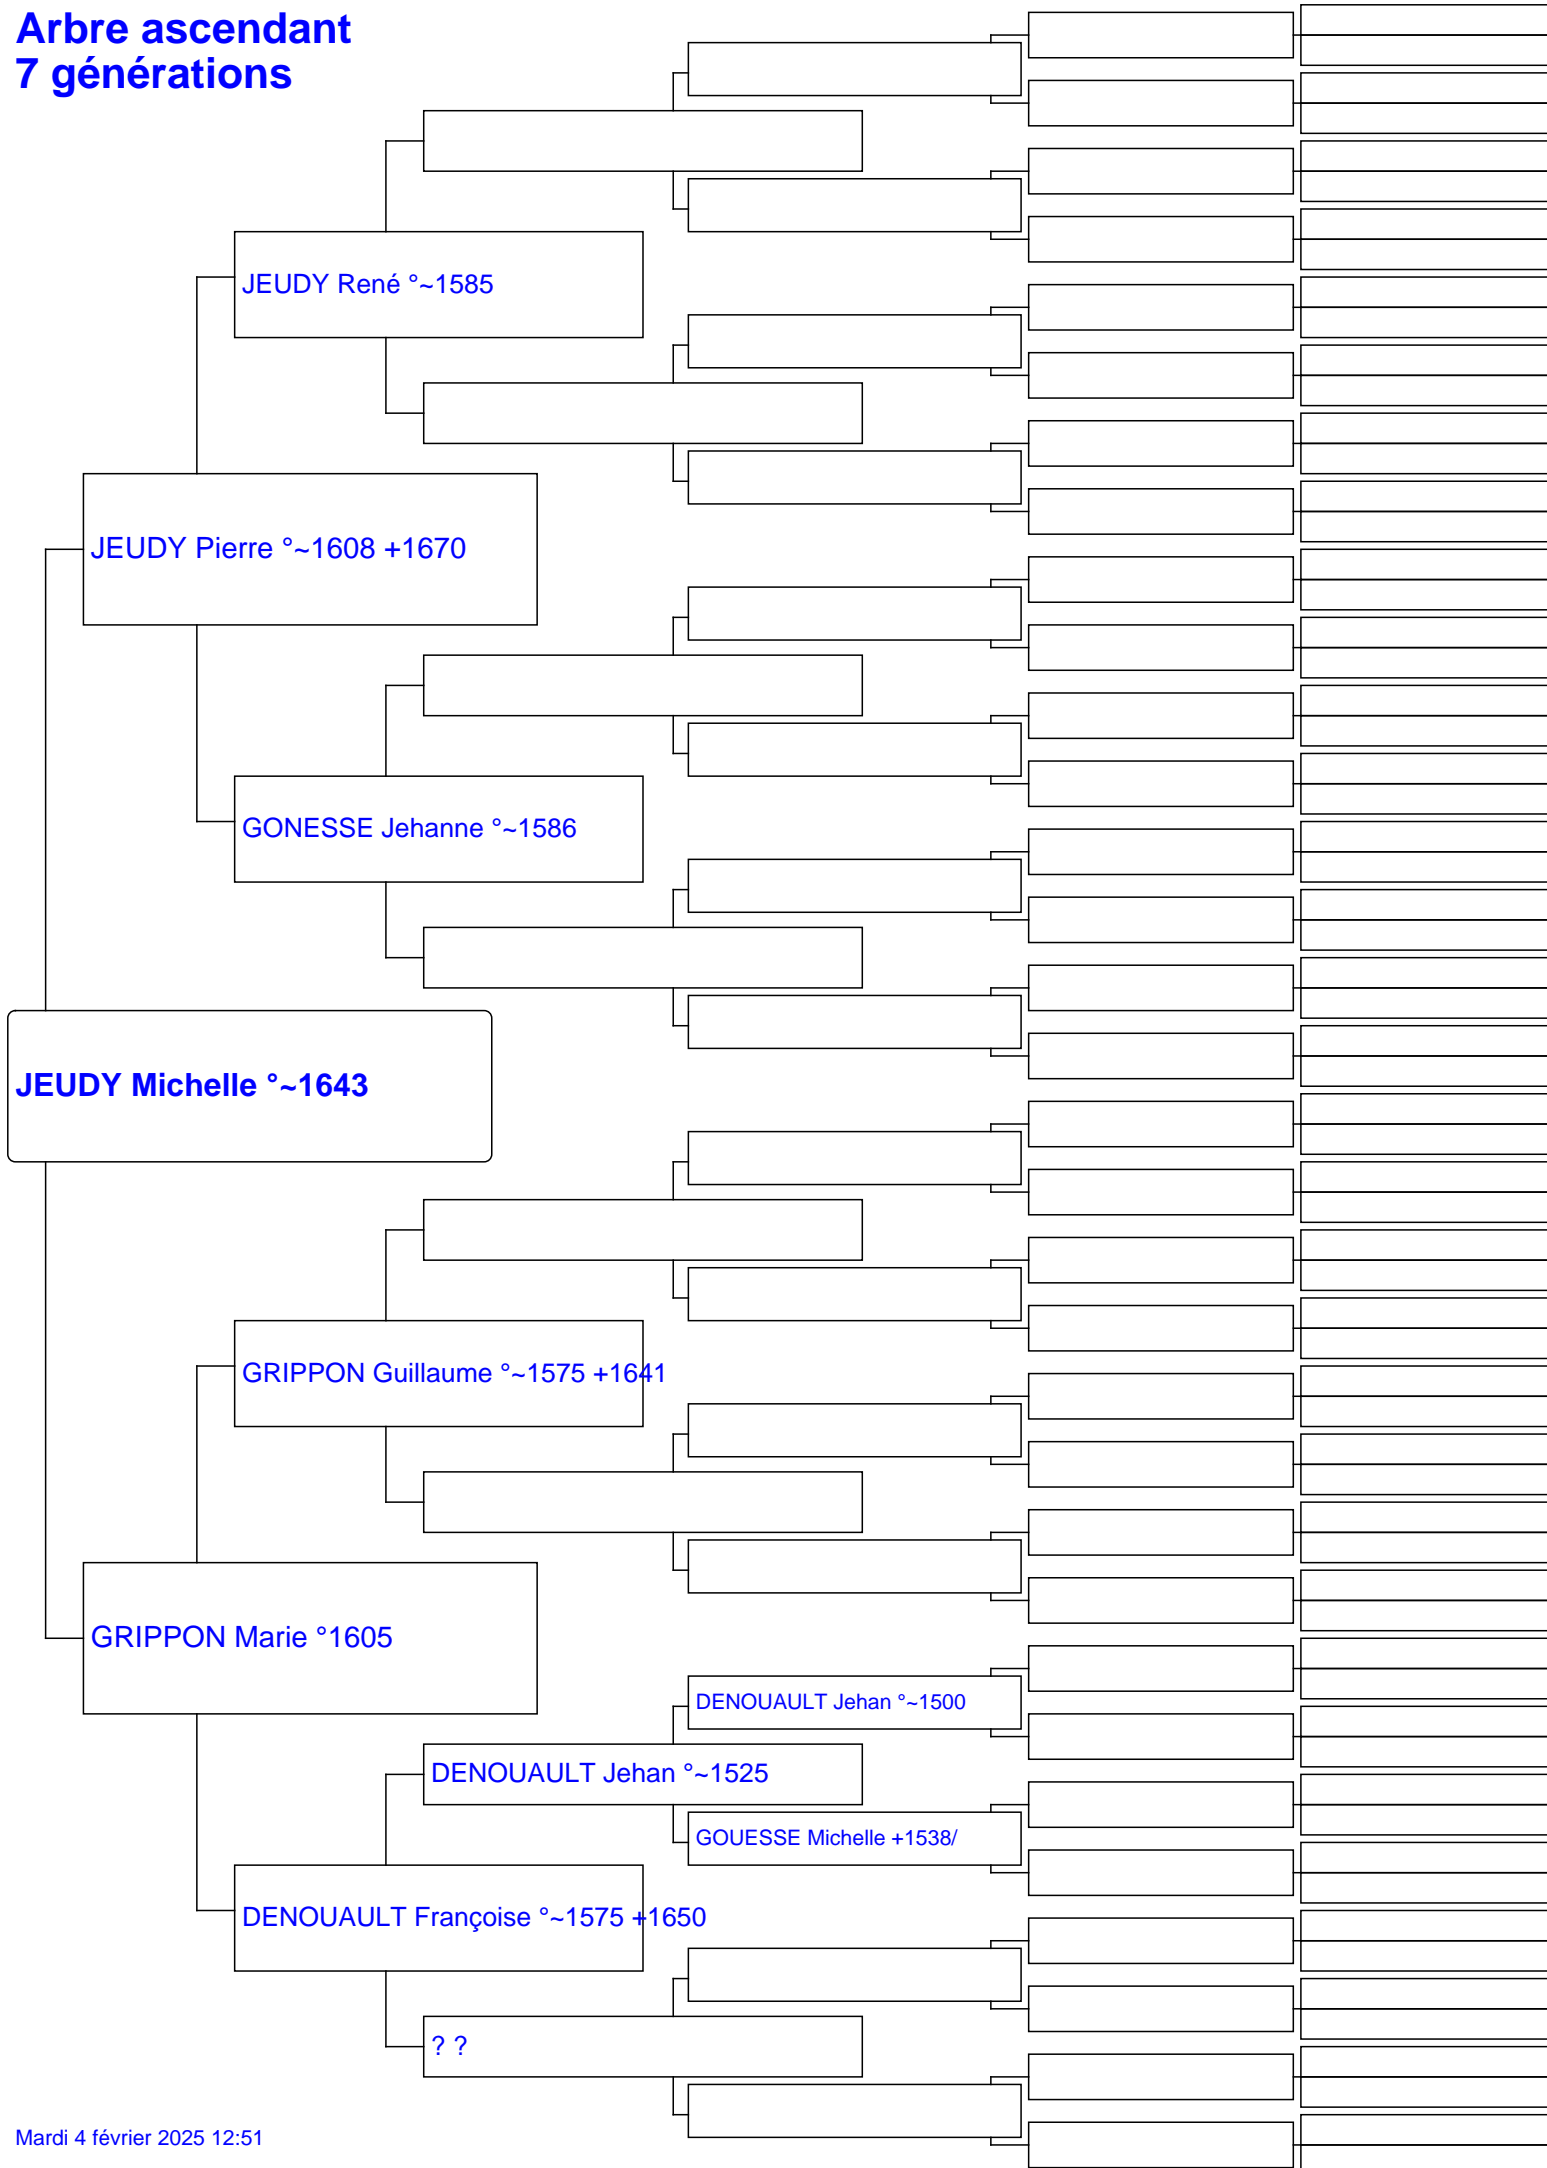 Arbre ascendant
7 générations
JEUDY René °~1585
JEUDY Pierre °~1608 +1670
GONESSE Jehanne °~1586
JEUDY Michelle °~1643
GRIPPON Guillaume °~1575 +1641
GRIPPON Marie °1605
DENOUAULT Jehan °~1500
DENOUAULT Jehan °~1525
GOUESSE Michelle +1538/
DENOUAULT Françoise °~1575 +1650
? ?
Mardi 4 février 2025 12:51